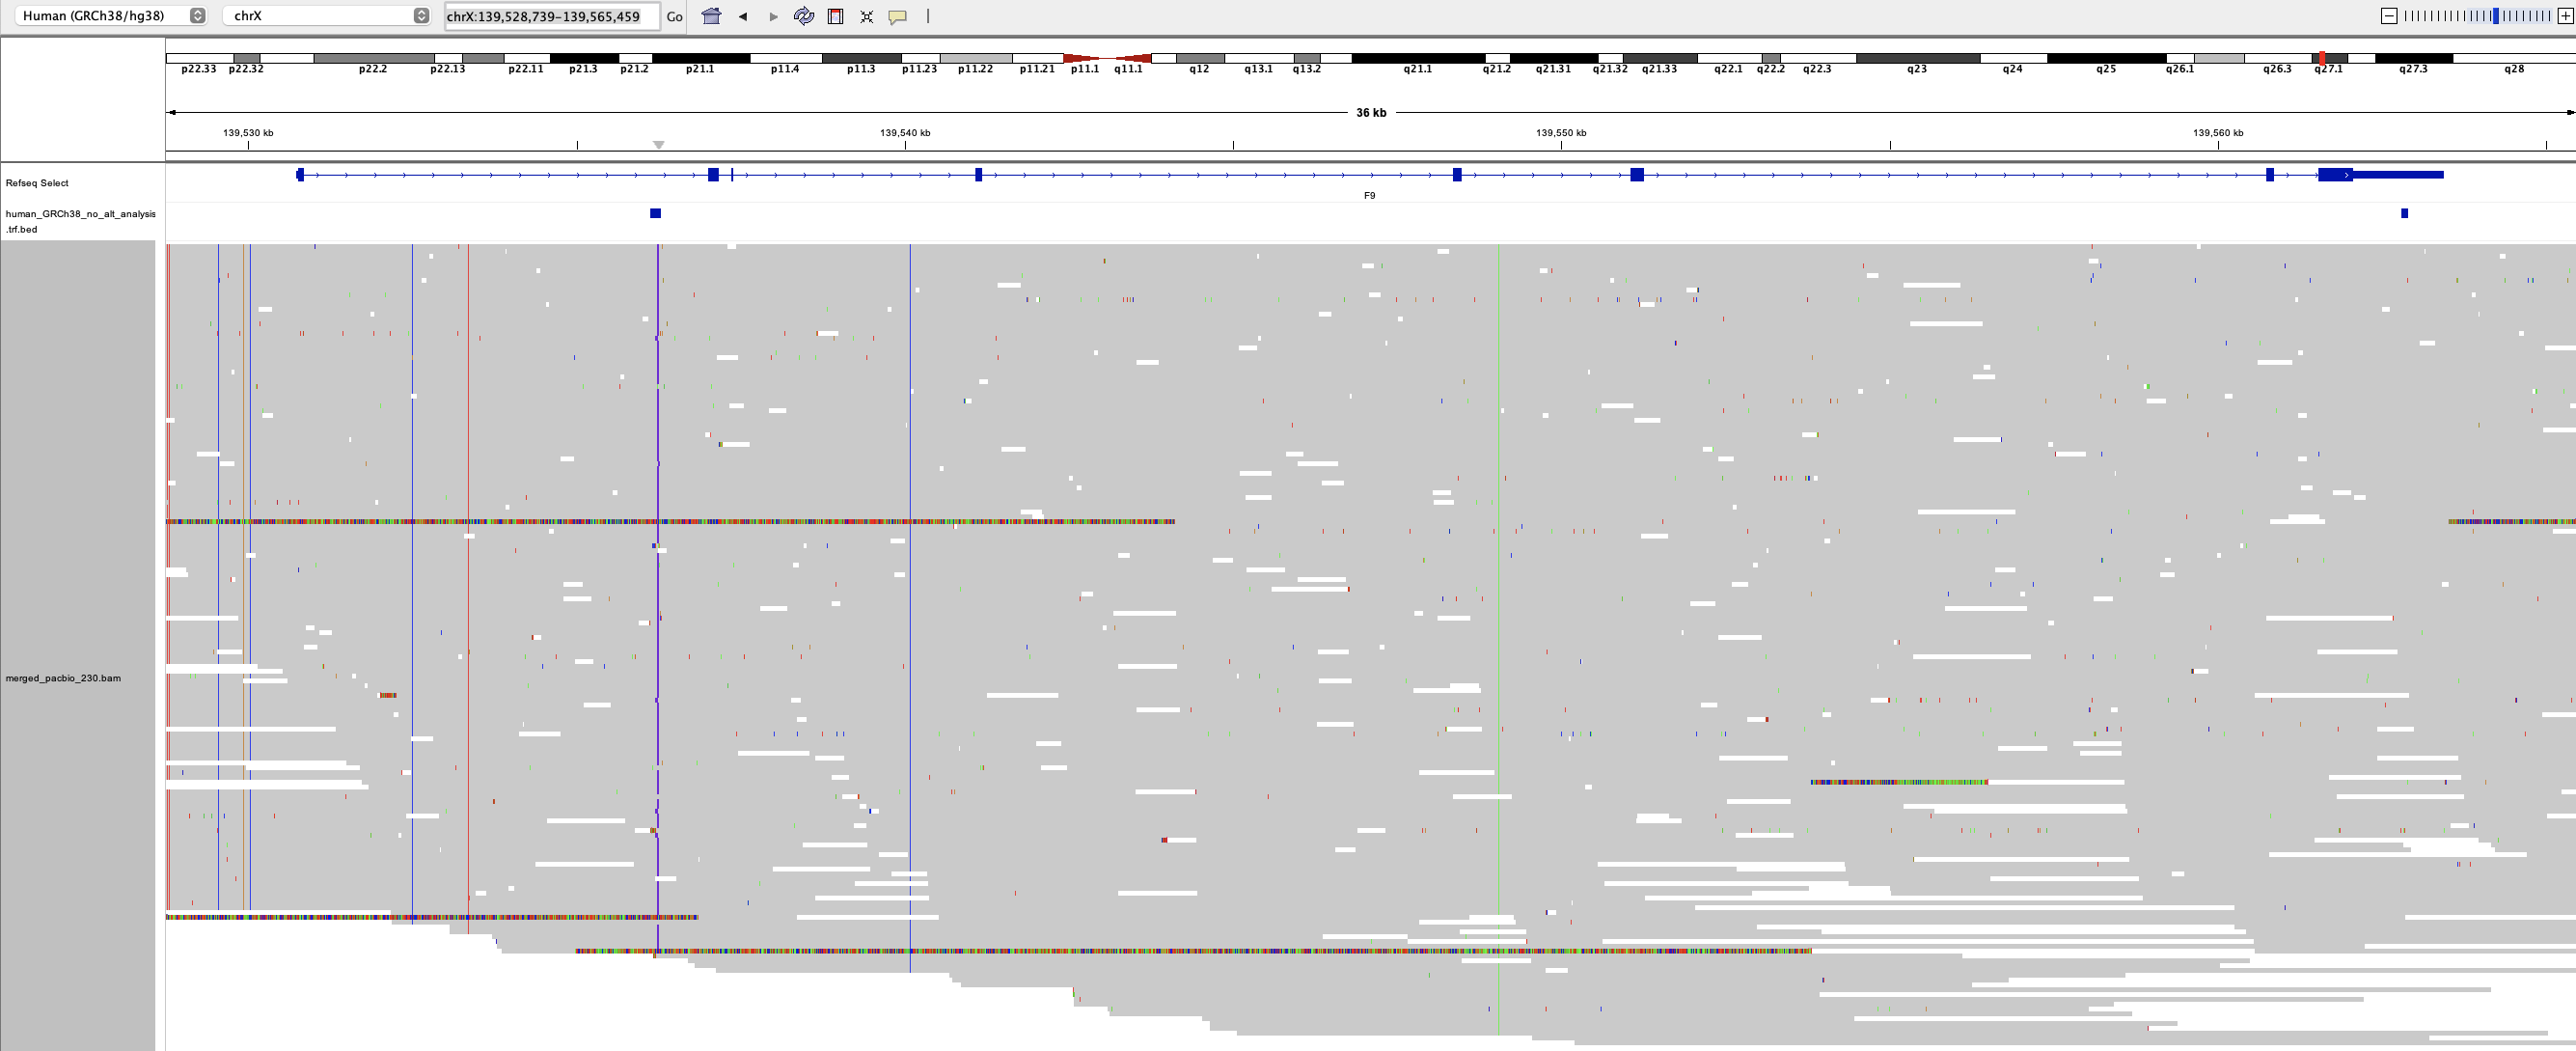 Human (GRCh38/hg38) chrX chrX:139,528,739-139,565,459 Go
p22.33 p22.32 p22.2 p22.13 p22.11 p21.3 p21.2 p21.1 p11.4 p11.3 p11.23 p11.22 p11.21 p11.1 q11.1 q12 q13.1 q13.2 q21.1 q21.2 q21.31 q21.32 q21.33 q22.1 q22.2 q22.3 q23 q24 q25 q26.1 q26.3 q27.1 q27.3 q28
36 kb
139,530 kb 139,540 kb 139,550 kb 139,560 kb
Refseq Select
F9
human_GRCh38_no_alt_analysis
.trf.bed
merged_pacbio_230.bam